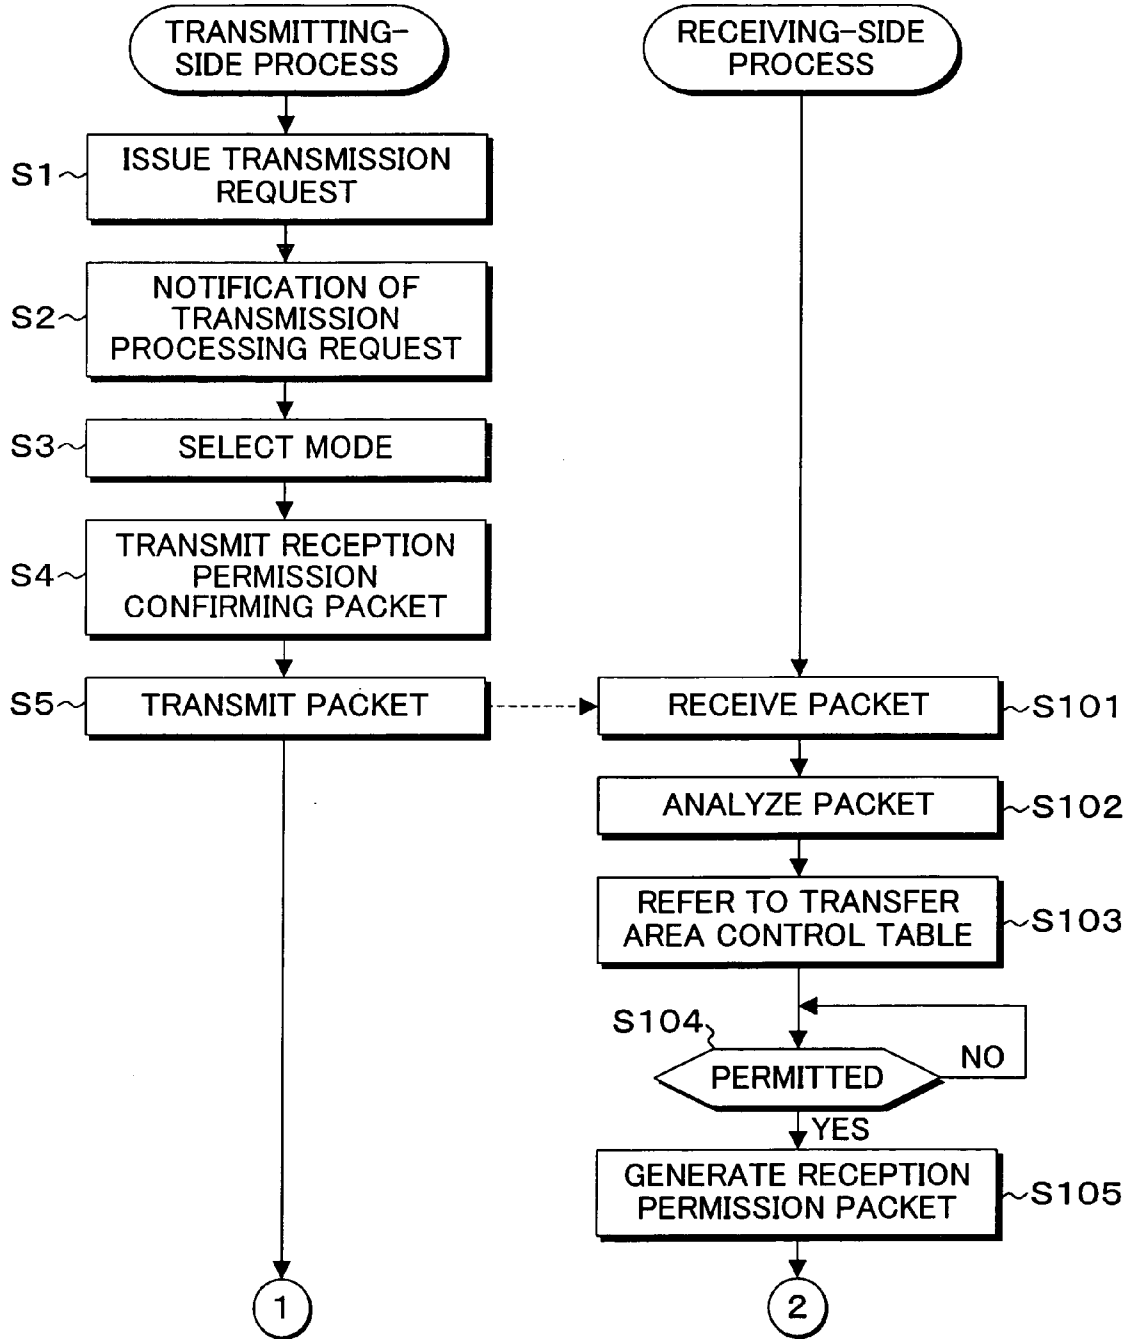 TRANSMITTING-
SIDE PROCESS
S1
ISSUE TRANSMISSION
REQUEST
S2
NOTIFICATION OF
TRANSMISSION
PROCESSING REQUEST
S3
SELECT MODE
S4
TRANSMIT RECEPTION
PERMISSION
CONFIRMING PACKET
S5
TRANSMIT PACKET
1
RECEIVING-SIDE
PROCESS
RECEIVE PACKET
S101
ANALYZE PACKET
S102
REFER TO TRANSFER
AREA CONTROL TABLE
S103
S104
PERMITTED
NO
YES
GENERATE RECEPTION
PERMISSION PACKET
S105
2